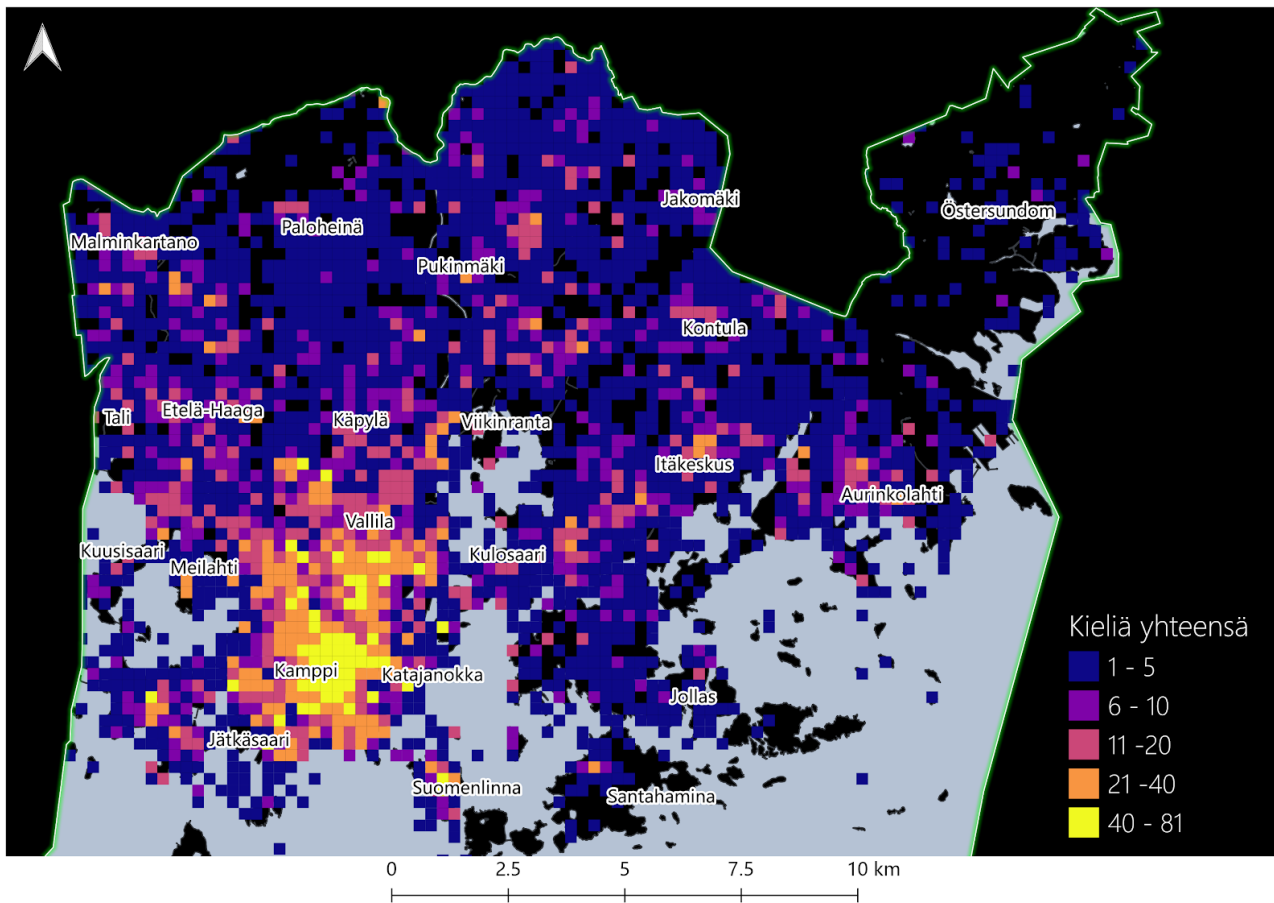 Jakomäki
Östersundom
Paloheinä
Malminkartano
Pukinmäki
Kontula
Tali
Etelä-Haaga
Käpylä
Viikinranta
Itäkeskus
Aurinkolahti
Vallila
Kuusisaari
Meilahti
Kulosaari
Kamppi
Katajanokka
Jollas
Jätkäsaari
Suomenlinna
Santahamina
Kieliä yhteensä
1 - 5
6 - 10
11 -20
21 -40
40 - 81
0 2.5 5 7.5 10 km